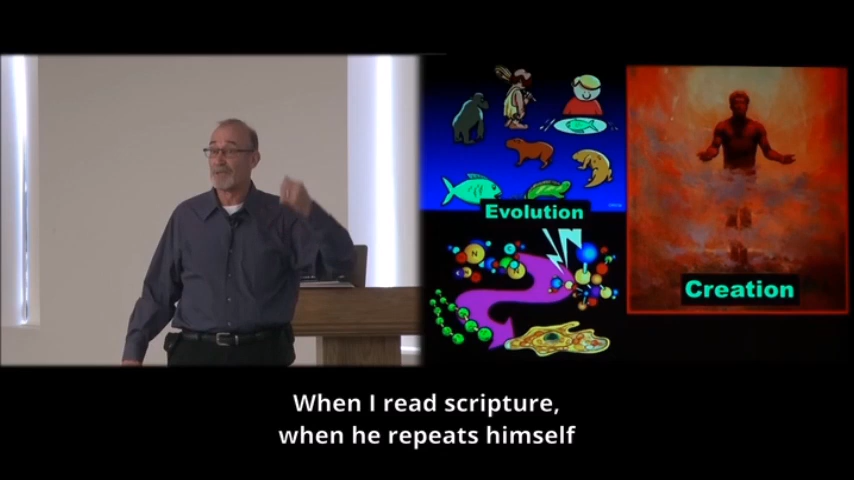 Evolution
Creation
N
C
When I read scripture,
when he repeats himself